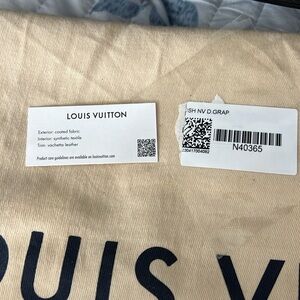 LOUIS VUITTON
Exterior: coated fabric
Interior: synthetic textile
Trim: vachetta leather
Product care guidelines are available on louisvuitton.com
SH NV D.GRAP
N40365
OUIS V